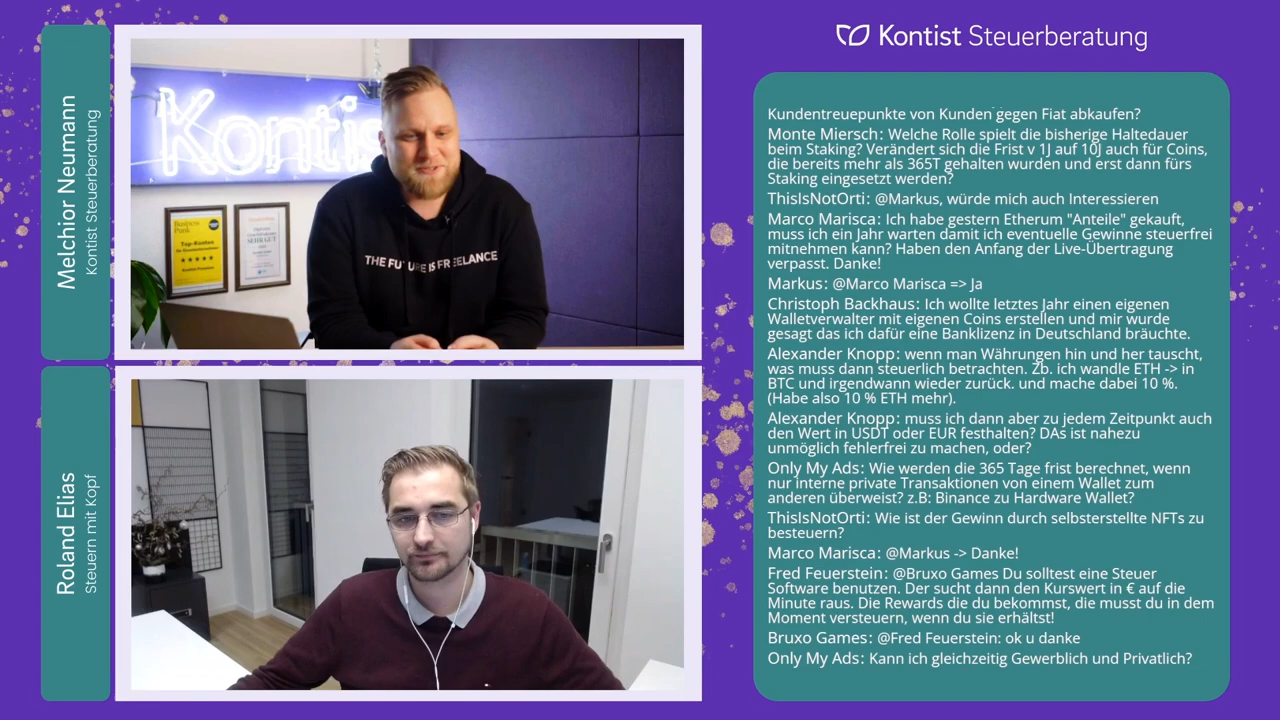 Melchior Neumann
Kontist Steuerberatung
Kontis
Business Punk
Top-Konten
★★★★★
SEHR GUT
THE FUTURE IS FREELANCE
Roland Elias
Steuern mit Kopf
Kontist Steuerberatung
Kundentreuepunkte von Kunden gegen Fiat abkaufen?
Monte Miersch: Welche Rolle spielt die bisherige Haltedauer
beim Staking? Verändert sich die Frist v 1J auf 10J auch für Coins,
die bereits mehr als 365T gehalten wurden und erst dann fürs
Staking eingesetzt werden?
ThisIsNotOrti: @Markus, würde mich auch Interessieren
Marco Marisca: Ich habe gestern Etherum "Anteile" gekauft,
muss ich ein Jahr warten damit ich eventuelle Gewinne steuerfrei
mitnehmen kann? Haben den Anfang der Live-Übertragung
verpasst. Danke!
Markus: @Marco Marisca => Ja
Christoph Backhaus: Ich wollte letztes Jahr einen eigenen
Walletverwalter mit eigenen Coins erstellen und mir wurde
gesagt das ich dafür eine Banklizenz in Deutschland bräuchte.
Alexander Knopp: wenn man Währungen hin und her tauscht,
was muss dann steuerlich betrachten. Zb. ich wandle ETH -> in
BTC und irgendwann wieder zurück. und mache dabei 10 %.
(Habe also 10 % ETH mehr).
Alexander Knopp: muss ich dann aber zu jedem Zeitpunkt auch
den Wert in USDT oder EUR festhalten? DAs ist nahezu
unmöglich fehlerfrei zu machen, oder?
Only My Ads: Wie werden die 365 Tage frist berechnet, wenn
nur interne private Transaktionen von einem Wallet zum
anderen überweist? z.B: Binance zu Hardware Wallet?
ThisIsNotOrti: Wie ist der Gewinn durch selbsterstellte NFTs zu
besteuern?
Marco Marisca: @Markus -> Danke!
Fred Feuerstein: @Bruxo Games Du solltest eine Steuer
Software benutzen. Der sucht dann den Kurswert in € auf die
Minute raus. Die Rewards die du bekommst, die musst du in dem
Moment versteuern, wenn du sie erhältst!
Bruxo Games: @Fred Feuerstein: ok u danke
Only My Ads: Kann ich gleichzeitig Gewerblich und Privatlich?